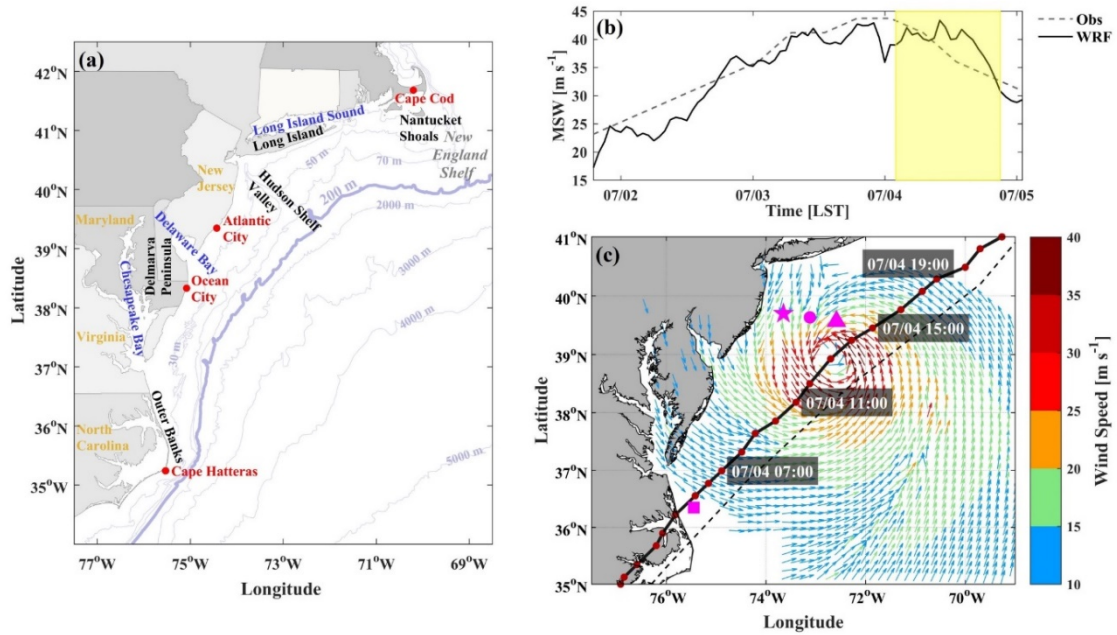 (a)
42°N
41°N
40°N
39°N
38°N
37°N
36°N
35°N
Latitude
77°W
75°W
73°W
71°W
69°W
Longitude
Cape Cod
Long Island Sound
Long Island
Nantucket
Shoals
New
England
Shelf
50 m
70 m
200 m
2000 m
3000 m
4000 m
5000 m
30 m
New
Jersey
Hudson Shelf
Valley
Maryland
Delaware Bay
Atlantic
City
Delmarva
Peninsula
Ocean
City
Chesapeake Bay
Virginia
Outer Banks
North
Carolina
Cape Hatteras
(b)
45
40
35
30
25
20
15
MSW [m s⁻¹]
Obs
WRF
07/02
07/03
07/04
07/05
Time [LST]
(c)
41°N
40°N
39°N
38°N
37°N
36°N
35°N
Latitude
07/04 19:00
07/04 15:00
07/04 11:00
07/04 07:00
76°W
74°W
72°W
70°W
Longitude
40
35
30
25
20
15
10
Wind Speed [m s⁻¹]